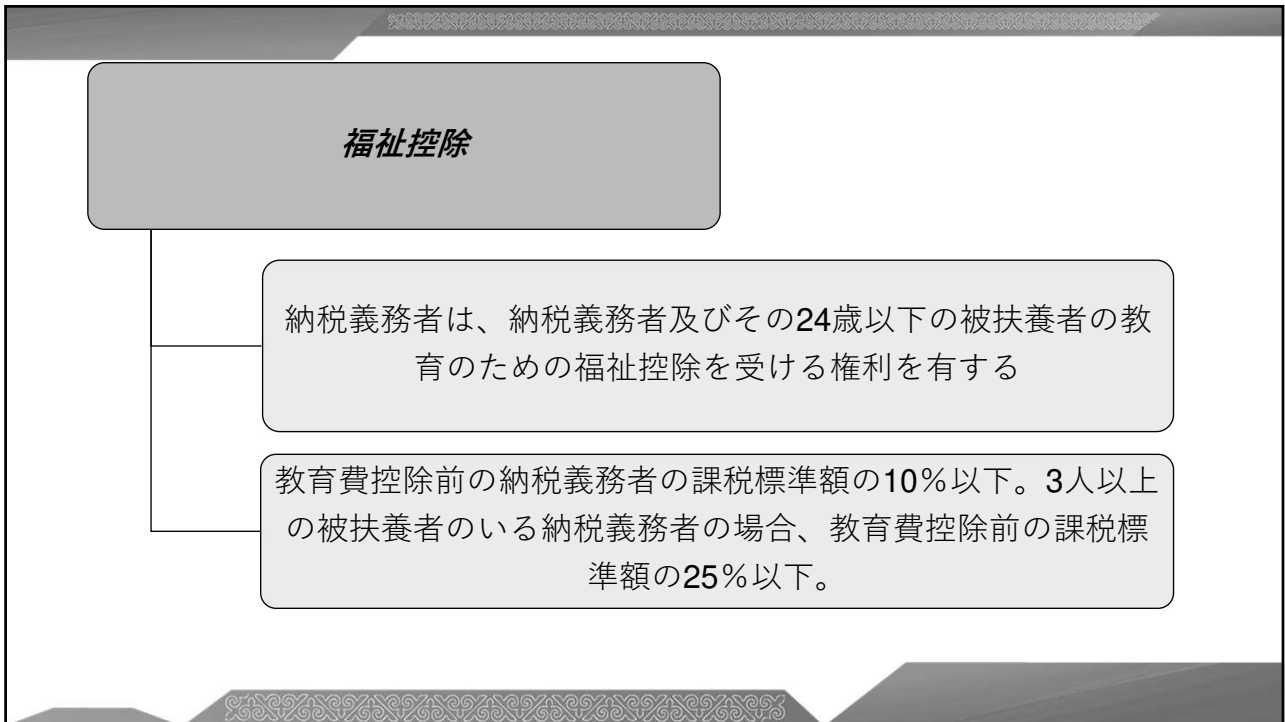 福祉控除
納税義務者は、納税義務者及びその24歳以下の被扶養者の教
育のための福祉控除を受ける権利を有する
教育費控除前の納税義務者の課税標準額の10%以下。3人以上
の被扶養者のいる納税義務者の場合、教育費控除前の課税標
準額の25%以下。